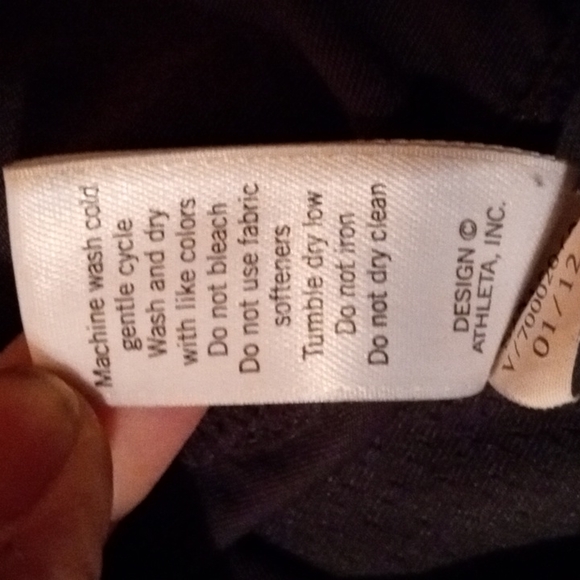 Machine wash cold
gentle cycle
Wash and dry
with like colors
Do not bleach
Do not use fabric
softeners
Tumble dry low
Do not iron
Do not dry clean
DESIGN ©
ATHLETA, INC.
01/12